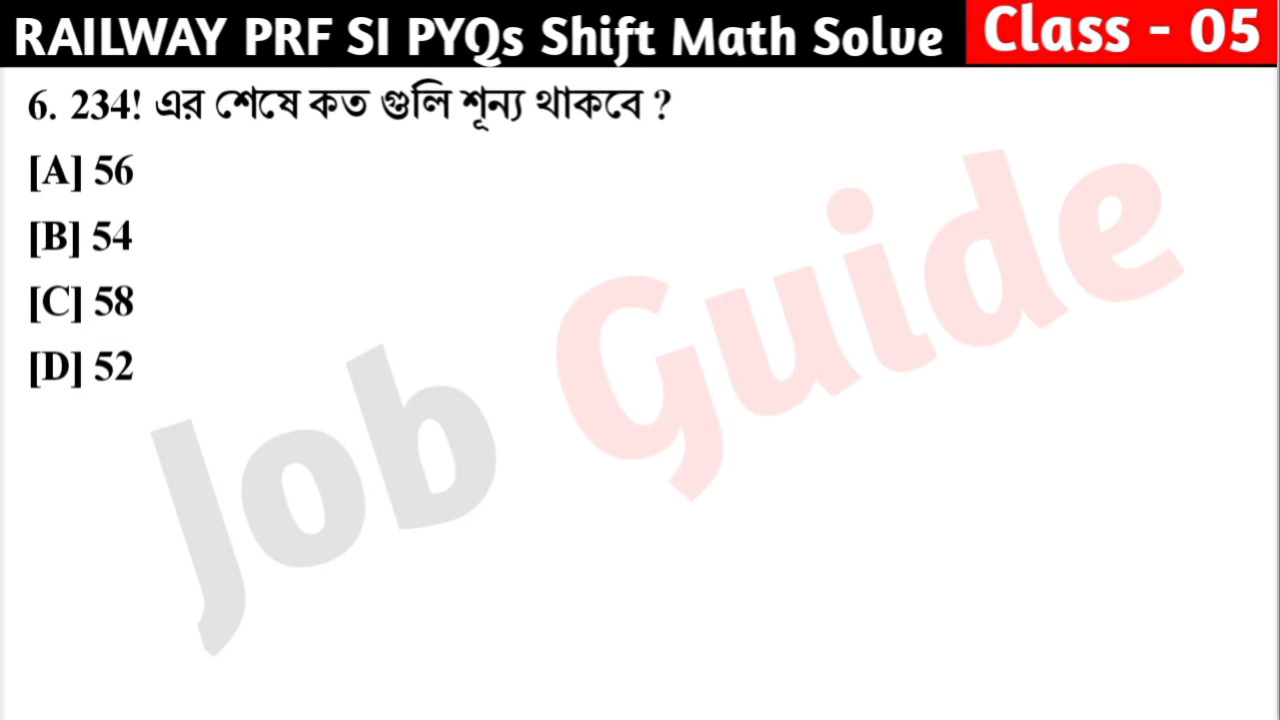 RAILWAY PRF SI PYQs Shift Math Solve Class - 05
6. 234! এর শেষে কত গুলি শূন্য থাকবে ?
[A] 56
[B] 54
[C] 58
[D] 52
Job Guide